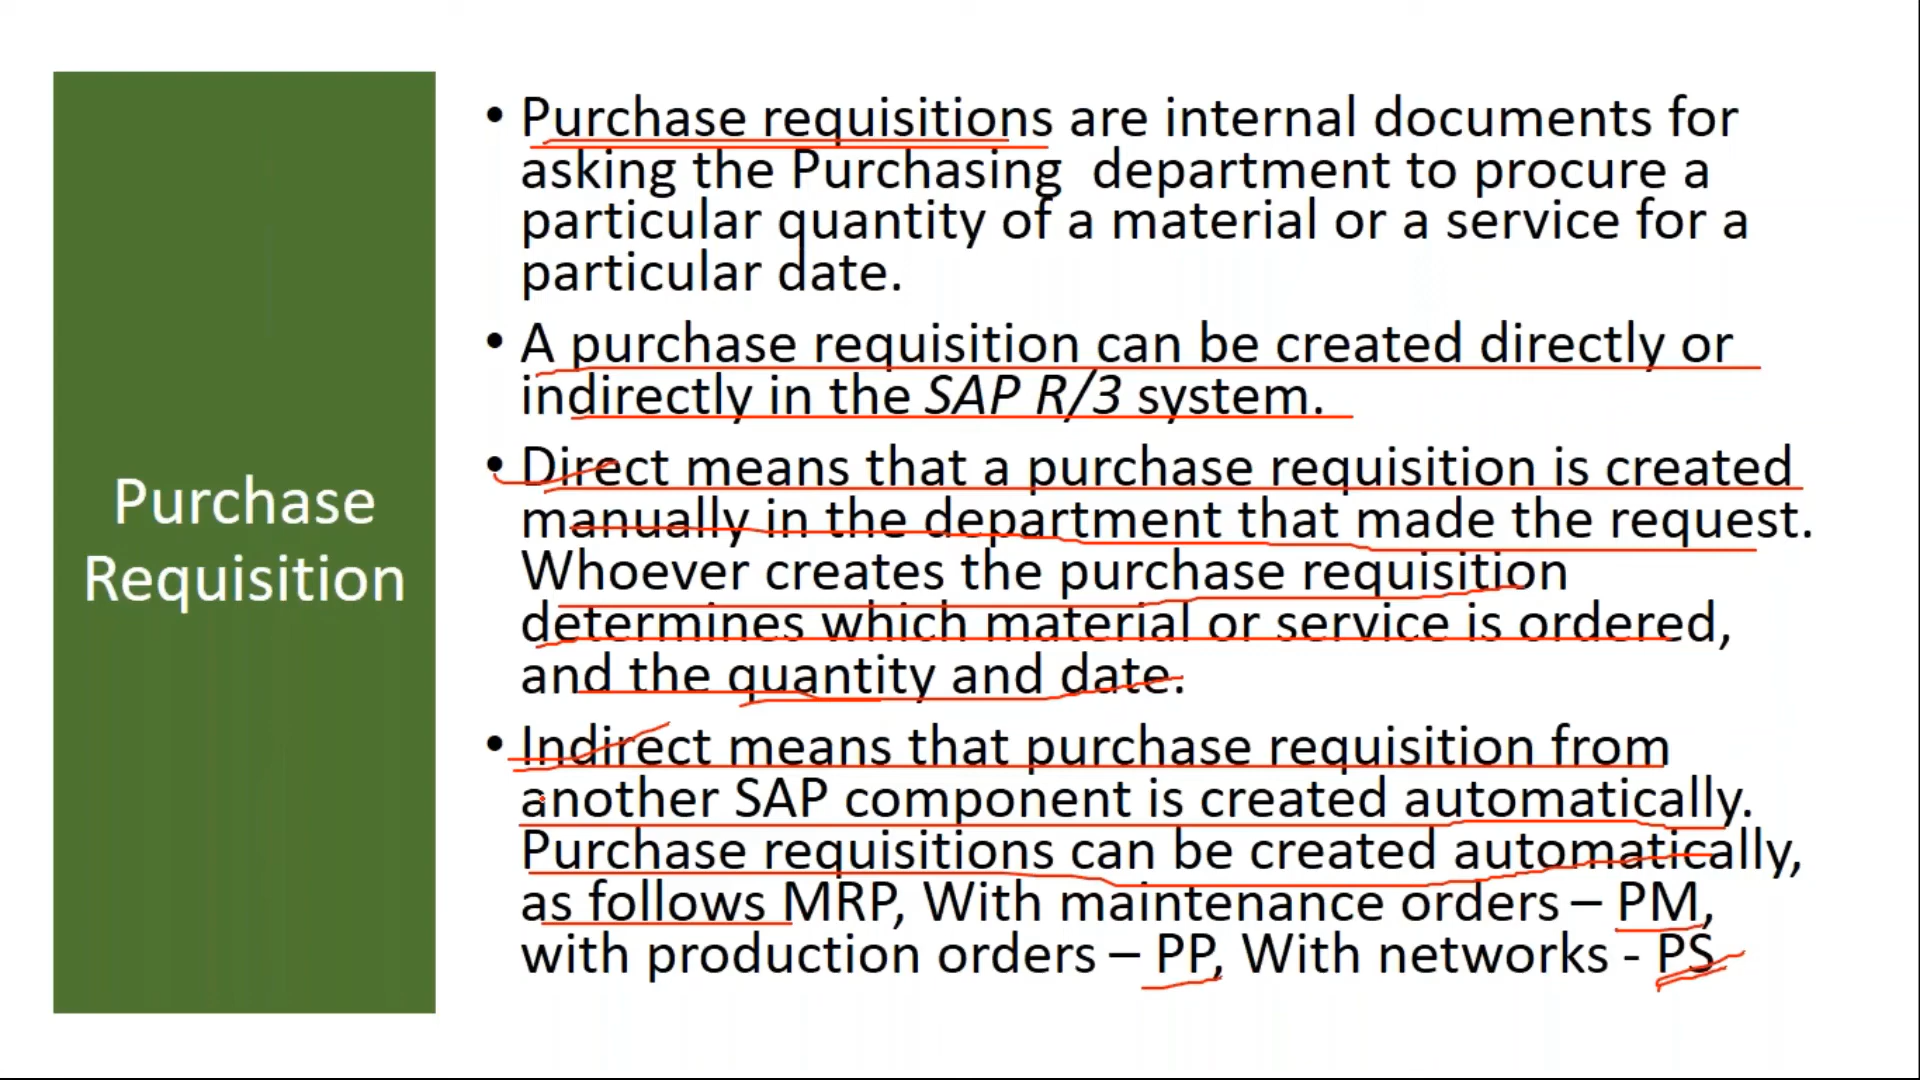 Purchase
Requisition
• Purchase requisitions are internal documents for
asking the Purchasing department to procure a
particular quantity of a material or a service for a
particular date.
• A purchase requisition can be created directly or
indirectly in the SAP R/3 system.
• Direct means that a purchase requisition is created
manually in the department that made the request.
Whoever creates the purchase requisition
determines which material or service is ordered,
and the quantity and date.
• Indirect means that purchase requisition from
another SAP component is created automatically.
Purchase requisitions can be created automatically,
as follows MRP, With maintenance orders – PM,
with production orders – PP, With networks - PS